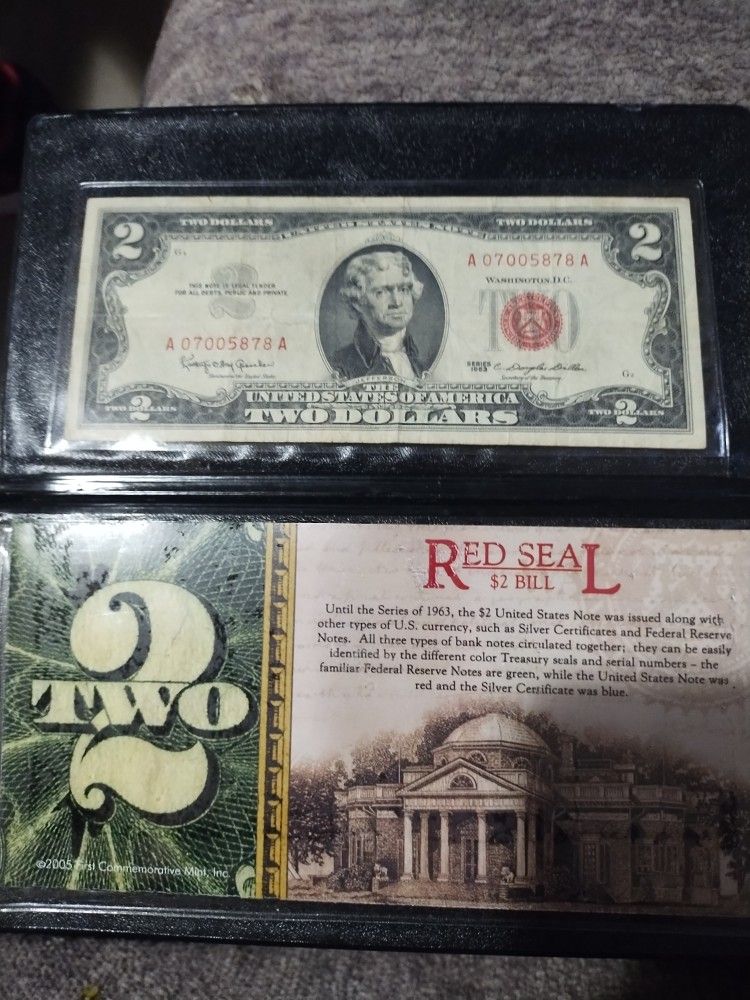 TWO DOLLARS
TWO DOLLARS
2
2
A 07005878 A
WASHINGTON, D.C.
THIS NOTE IS LEGAL TENDER
FOR ALL DEBTS, PUBLIC AND PRIVATE
TWO
A 07005878 A
SERIES
1963
JEFFERSON
THE
UNITED STATES OF AMERICA
TWO DOLLARS
TWO DOLLARS
2
TWO DOLLARS
2
RED SEAL
$2 BILL
Until the Series of 1963, the $2 United States Note was issued along with
other types of U.S. currency, such as Silver Certificates and Federal Reserve
Notes. All three types of bank notes circulated together; they can be easily
identified by the different color Treasury seals and serial numbers – the
familiar Federal Reserve Notes are green, while the United States Note was
red and the Silver Certificate was blue.
2
TWO
©2005 First Commemorative Mint, Inc.